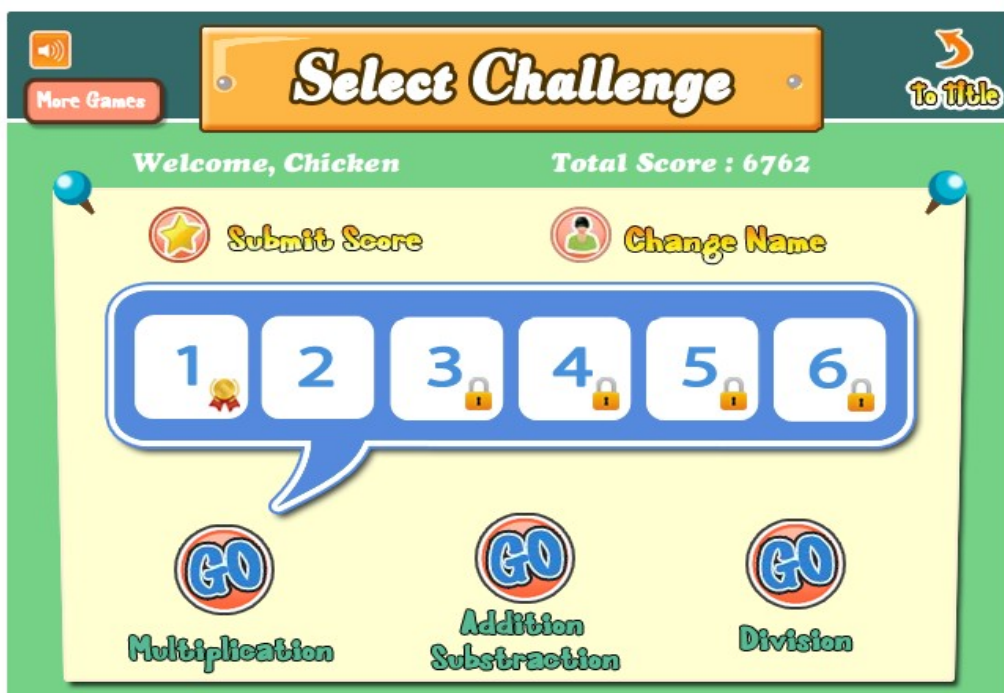 Select Challenge
More Games
To Title
Welcome, Chicken
Total Score : 6762
Submit Score
Change Name
1 2 3 4 5 6
GO
Multiplication
GO
Addition
Substraction
GO
Division